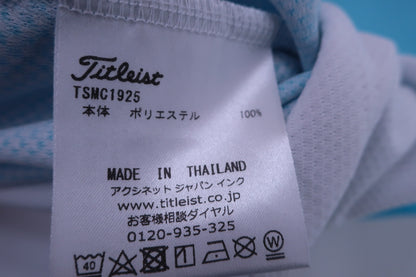 Titleist
TSMC1925
本体 ポリエステル 100%
MADE IN THAILAND
アクシネット ジャパン インク
www.titleist.co.jp
お客様相談ダイヤル
0120-935-325
40 W